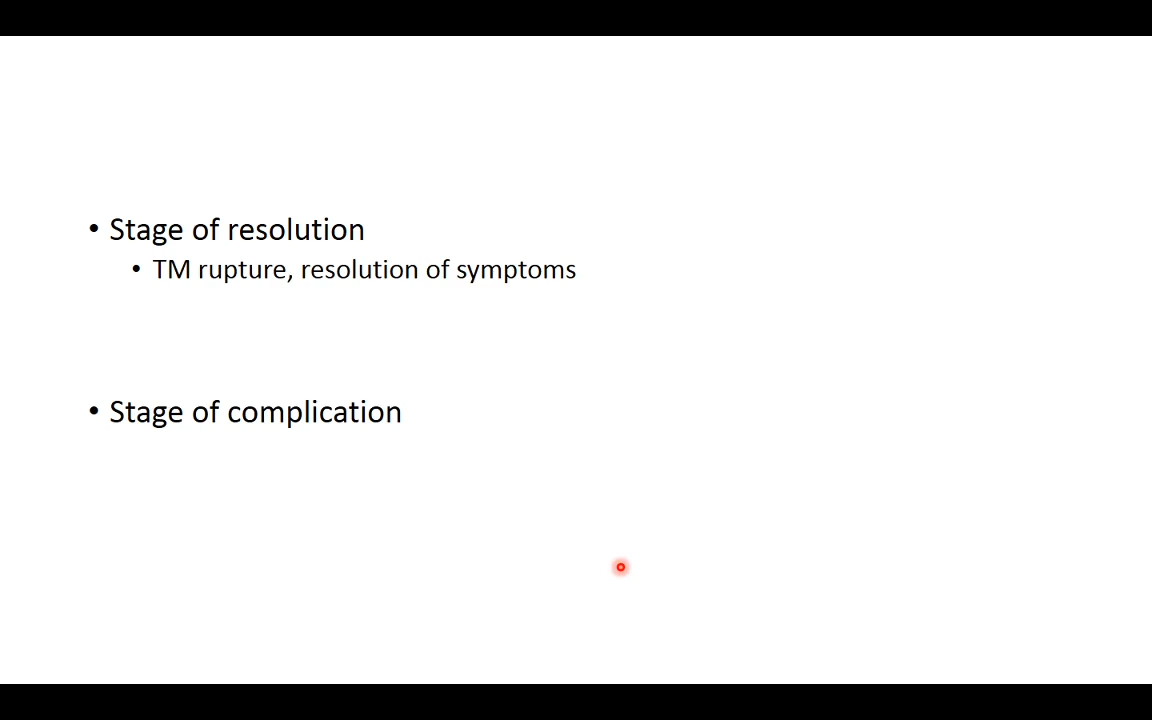 • Stage of resolution
• TM rupture, resolution of symptoms
• Stage of complication